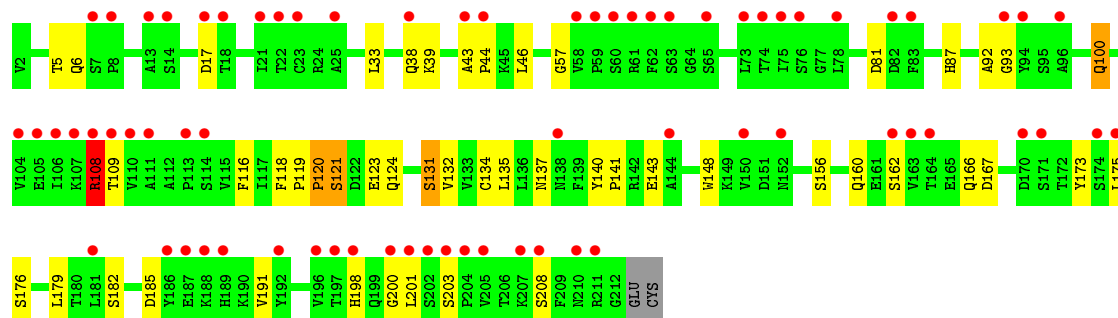 V2 T5 Q6 S7 P8 A13 S14 D17 T18 I21 T22 C23 R24 A25 L33 Q38 K39 A43 P44 K45 L46 G57 V58 P59 S60 R61 F62 S63 G64 S65 L73 T74 I75 S76 G77 L78 D81 D82 F83 H87 A92 G93 Y94 S95 A96 Q100
V104 E105 I106 K107 R108 T109 V110 A111 A112 P113 S114 V115 F116 I117 F118 P119 P120 S121 D122 E123 Q124 S131 V132 V133 C134 L135 L136 N137 N138 F139 Y140 P141 R142 E143 A144 W148 K149 V150 D151 N152 S156 Q160 E161 S162 V163 T164 E165 Q166 D167 D170 S171 T172 Y173 S174 L175
S176 L179 T180 L181 S182 D185 Y186 E187 K188 H189 K190 V191 Y192 V196 T197 H198 Q199 G200 L201 S202 S203 P204 V205 T206 K207 S208 F209 N210 R211 G212 GLU CYS